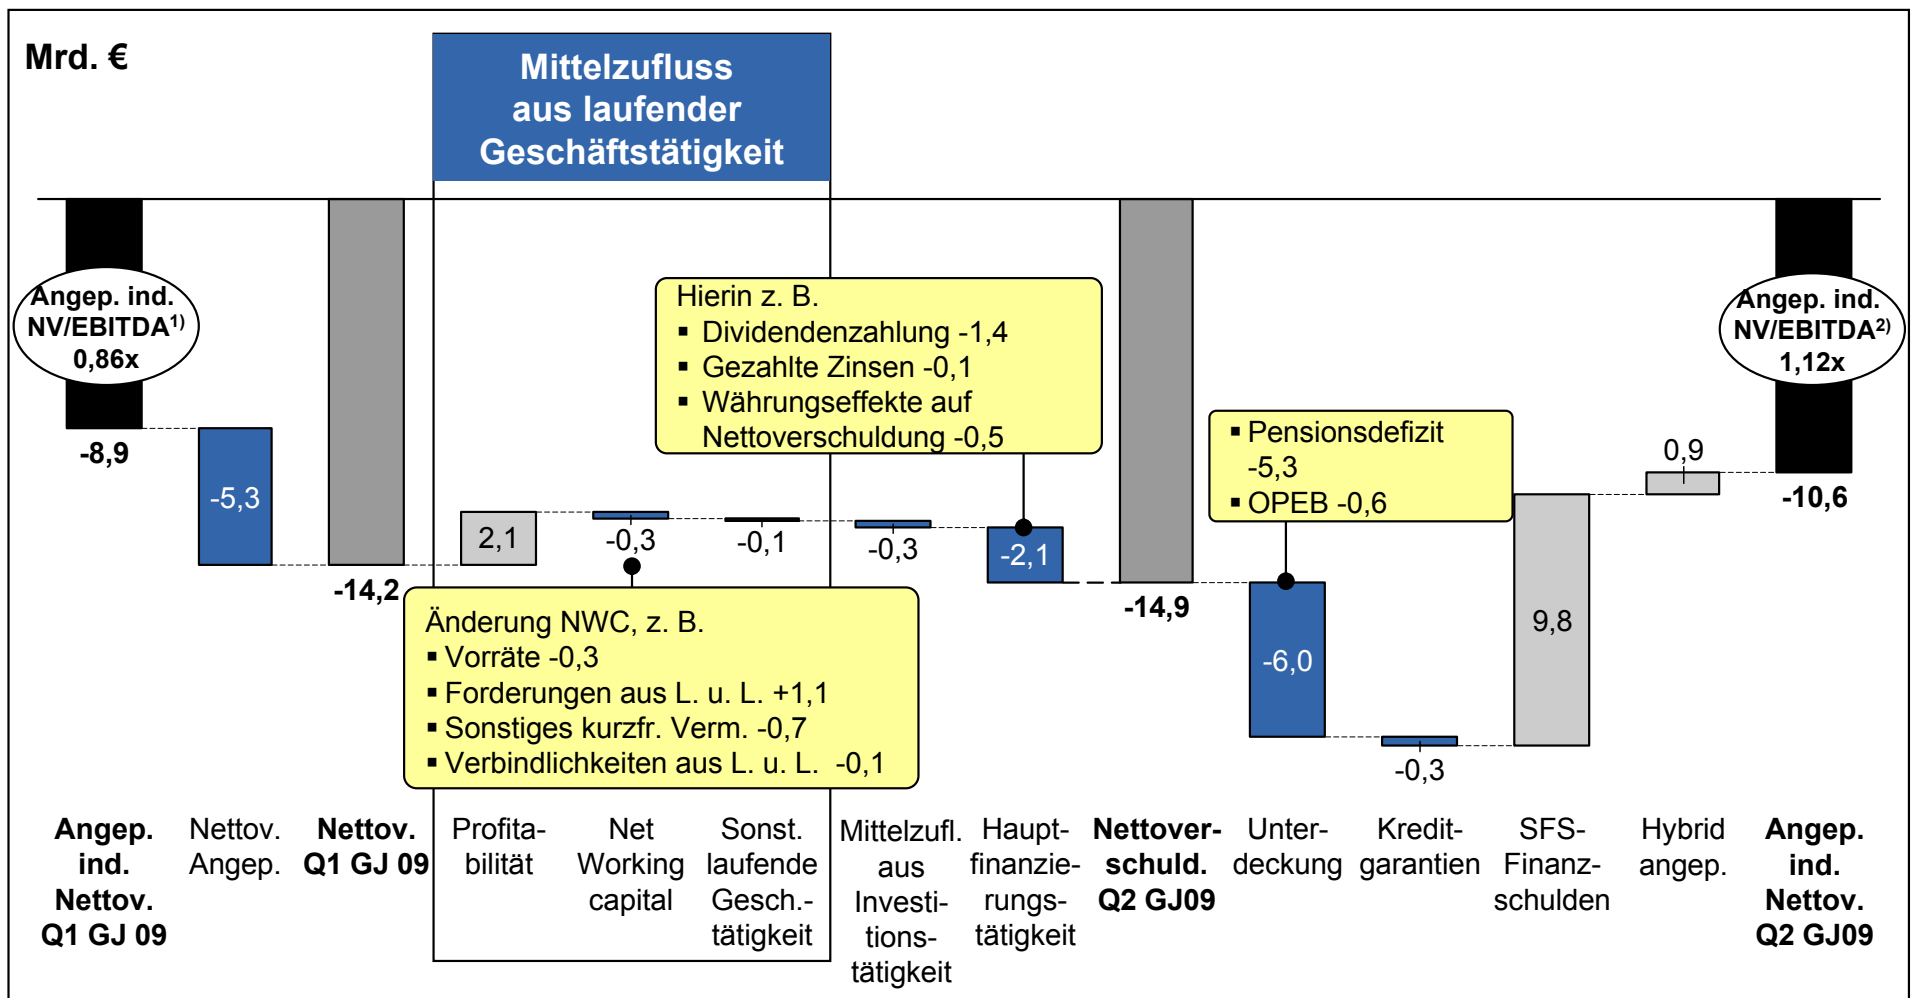 Mrd. €
Mittelzufluss
aus laufender
Geschäftstätigkeit
Angep. ind.
NV/EBITDA1)
0,86x
Angep. ind.
NV/EBITDA2)
1,12x
Hierin z. B.
▪ Dividendenzahlung -1,4
▪ Gezahlte Zinsen -0,1
▪ Währungseffekte auf
Nettoverschuldung -0,5
▪ Pensionsdefizit
-5,3
▪ OPEB -0,6
-8,9
-5,3
-14,2
2,1
-0,3
-0,1
-0,3
-2,1
-14,9
-6,0
-0,3
9,8
0,9
-10,6
Änderung NWC, z. B.
▪ Vorräte -0,3
▪ Forderungen aus L. u. L. +1,1
▪ Sonstiges kurzfr. Verm. -0,7
▪ Verbindlichkeiten aus L. u. L. -0,1
Angep.
ind.
Nettov.
Q1 GJ 09
Nettov.
Angep.
Nettov.
Q1 GJ 09
Profita-
bilität
Net
Working
capital
Sonst.
laufende
Gesch.-
tätigkeit
Mittelzufl.
aus
Investi-
tions-
tätigkeit
Haupt-
finanzie-
rungs-
tätigkeit
Nettover-
schuld.
Q2 GJ09
Unter-
deckung
Kredit-
garantien
SFS-
Finanz-
schulden
Hybrid
angep.
Angep.
ind.
Nettov.
Q2 GJ09